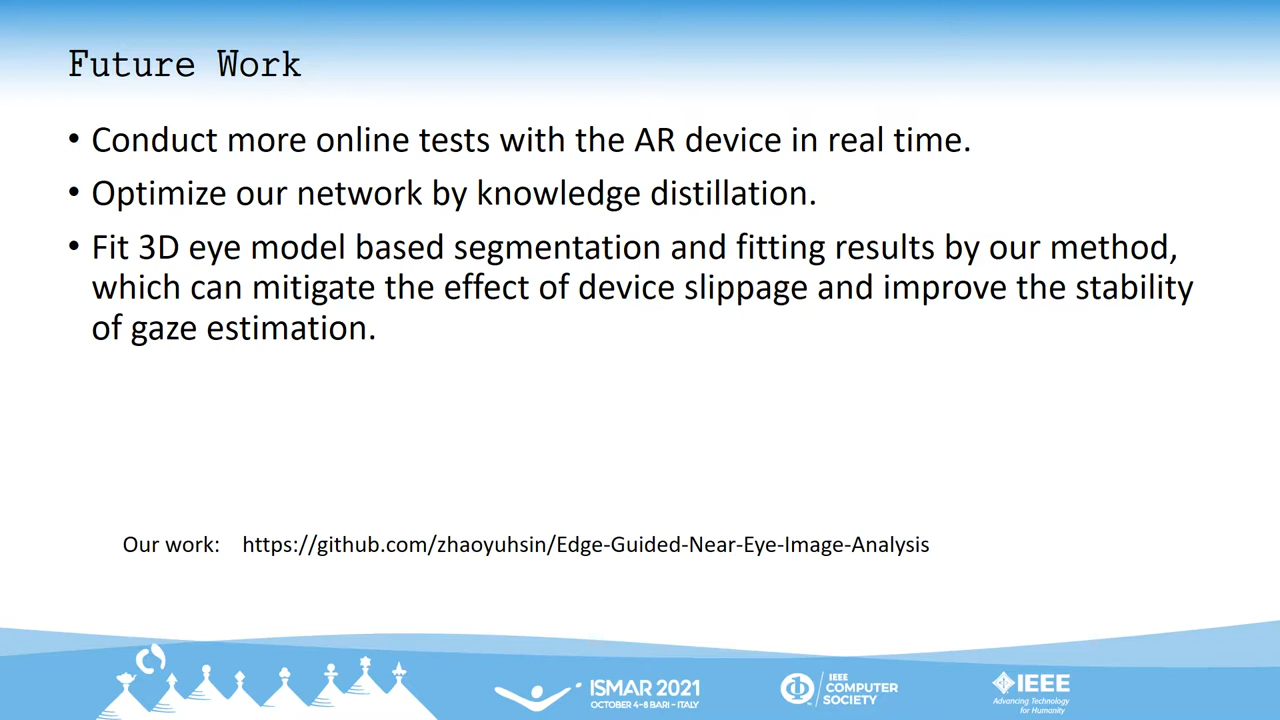 Future Work
• Conduct more online tests with the AR device in real time.
• Optimize our network by knowledge distillation.
• Fit 3D eye model based segmentation and fitting results by our method,
which can mitigate the effect of device slippage and improve the stability
of gaze estimation.
Our work: https://github.com/zhaoyuhsin/Edge-Guided-Near-Eye-Image-Analysis
ISMAR 2021
OCTOBER 4-8 BARI - ITALY
IEEE
COMPUTER
SOCIETY
IEEE
Advancing Technology
for Humanity